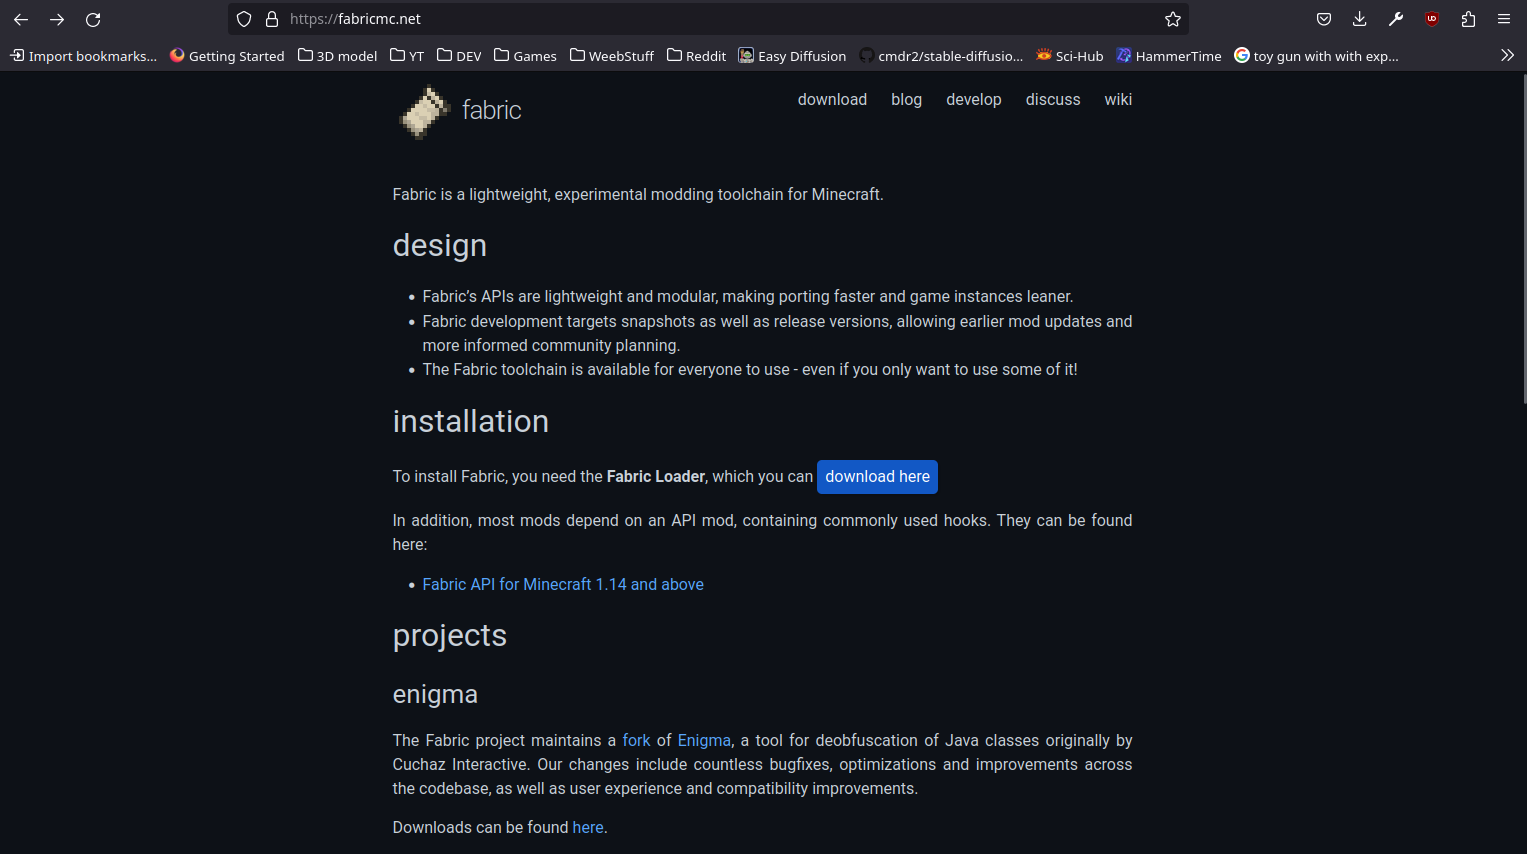 https://fabricmc.net
Import bookmarks... Getting Started 3D model YT DEV Games WeebStuff Reddit Easy Diffusion cmdr2/stable-diffusio... Sci-Hub HammerTime toy gun with with exp...
fabric download blog develop discuss wiki
Fabric is a lightweight, experimental modding toolchain for Minecraft.
design
• Fabric’s APIs are lightweight and modular, making porting faster and game instances leaner.
• Fabric development targets snapshots as well as release versions, allowing earlier mod updates and
more informed community planning.
• The Fabric toolchain is available for everyone to use - even if you only want to use some of it!
installation
To install Fabric, you need the Fabric Loader, which you can download here
In addition, most mods depend on an API mod, containing commonly used hooks. They can be found
here:
• Fabric API for Minecraft 1.14 and above
projects
enigma
The Fabric project maintains a fork of Enigma, a tool for deobfuscation of Java classes originally by
Cuchaz Interactive. Our changes include countless bugfixes, optimizations and improvements across
the codebase, as well as user experience and compatibility improvements.
Downloads can be found here.